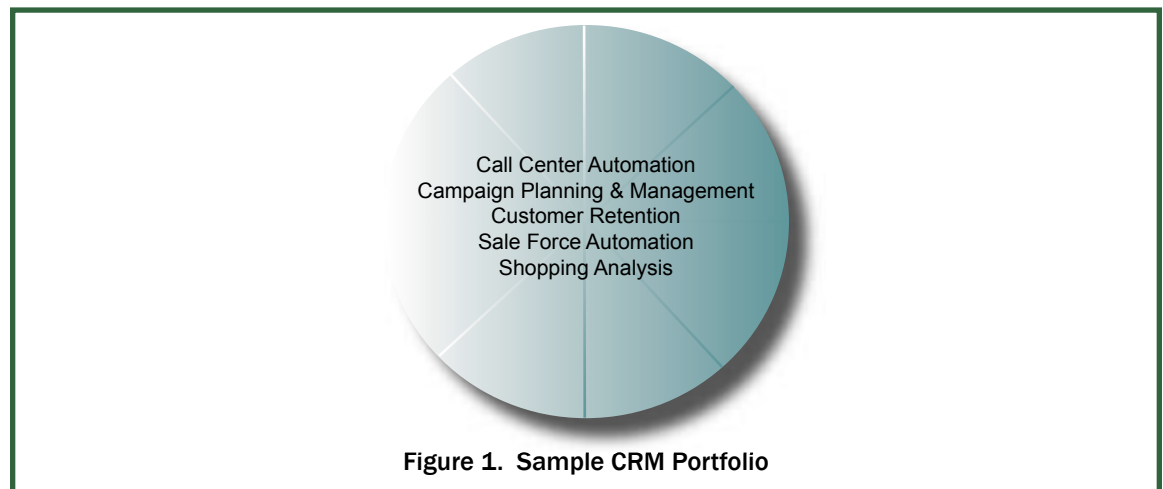 Call Center Automation
Campaign Planning & Management
Customer Retention
Sale Force Automation
Shopping Analysis
Figure 1. Sample CRM Portfolio